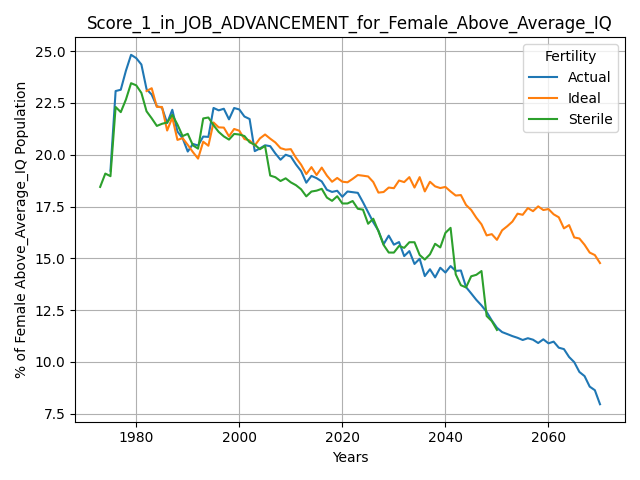 Score_1_in_JOB_ADVANCEMENT_for_Female_Above_Average_IQ
Fertility
Actual
Ideal
Sterile
% of Female Above_Average_IQ Population
25.0
22.5
20.0
17.5
15.0
12.5
10.0
7.5
1980
2000
2020
2040
2060
Years